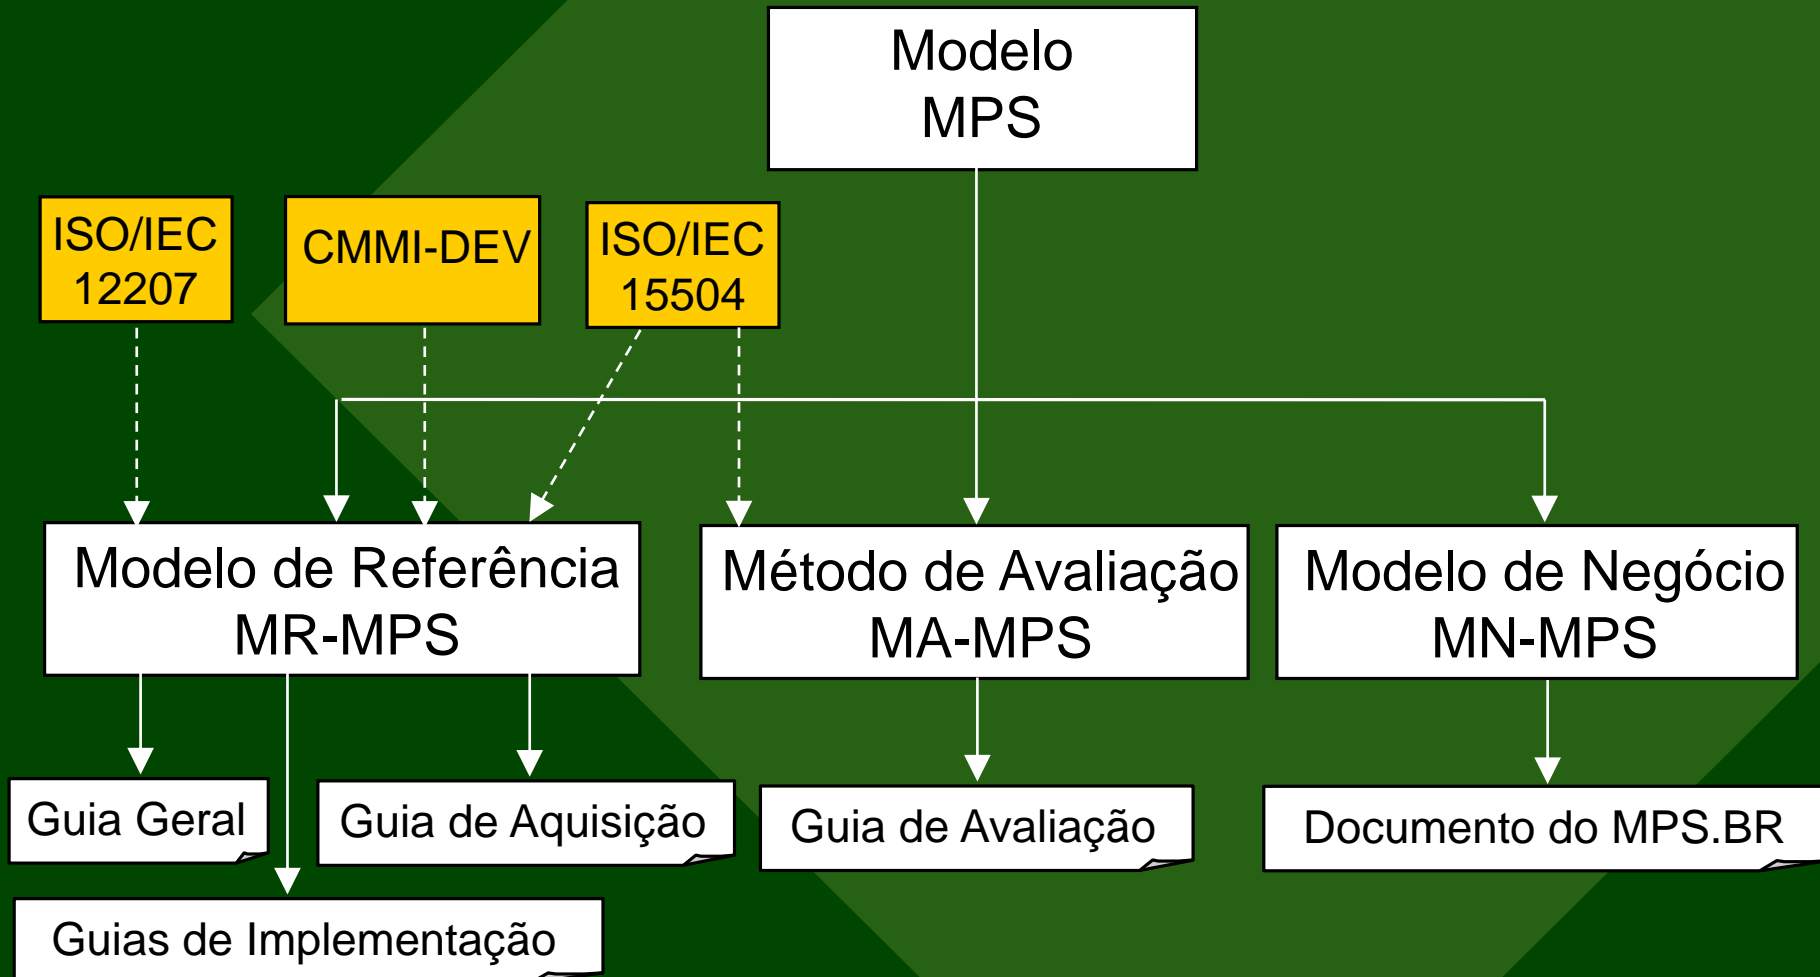 Modelo
MPS
ISO/IEC
12207
CMMI-DEV
ISO/IEC
15504
Modelo de Referência
MR-MPS
Método de Avaliação
MA-MPS
Modelo de Negócio
MN-MPS
Guia Geral
Guia de Aquisição
Guia de Avaliação
Documento do MPS.BR
Guias de Implementação